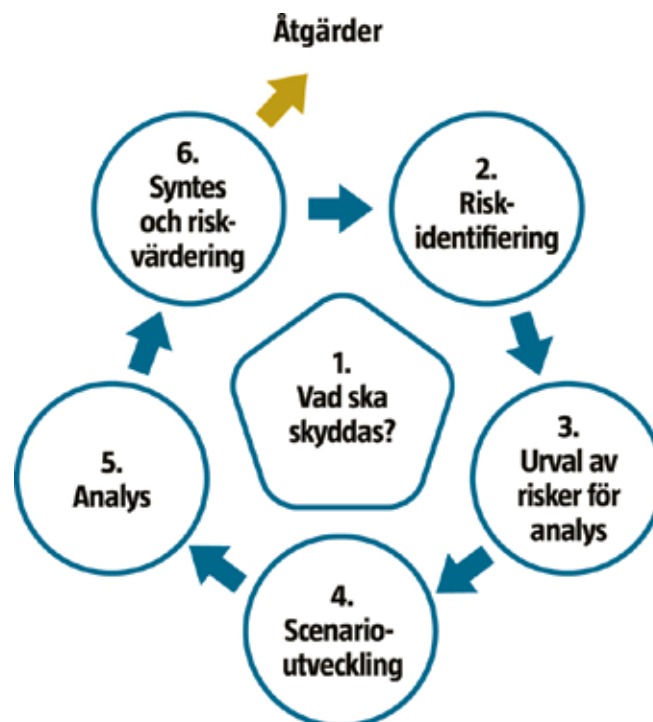 Åtgärder
1.
Vad ska
skyddas?
2.
Risk-
identifiering
3.
Urval av
risker för
analys
4.
Scenario-
utveckling
5.
Analys
6.
Syntes
och risk-
värdering